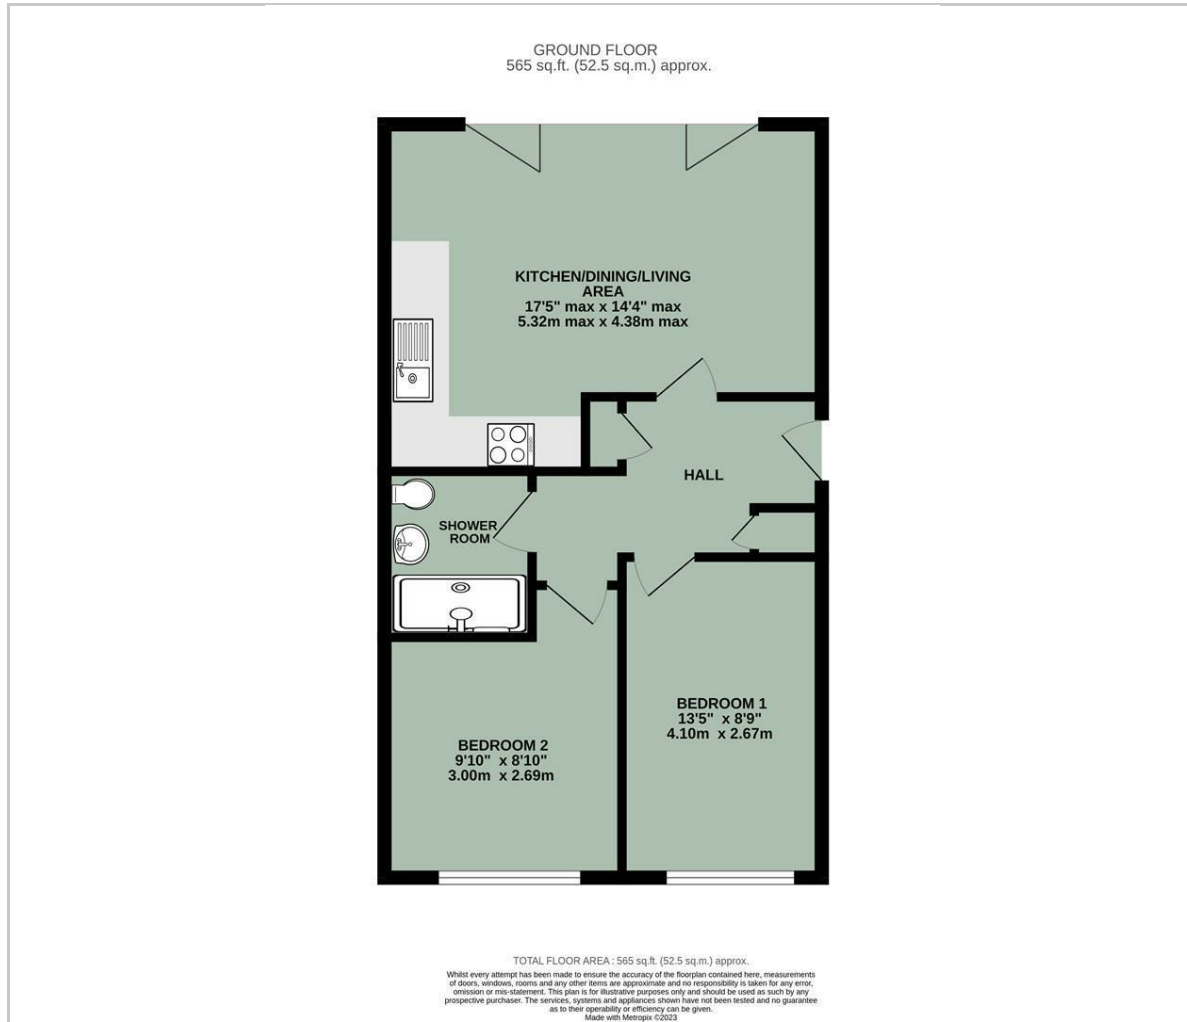 GROUND FLOOR
565 sq.ft. (52.5 sq.m.) approx.
KITCHEN/DINING/LIVING
AREA
17'5" max x 14'4" max
5.32m max x 4.38m max
HALL
SHOWER
ROOM
BEDROOM 1
13'5" x 8'9"
4.10m x 2.67m
BEDROOM 2
9'10" x 8'10"
3.00m x 2.69m
TOTAL FLOOR AREA : 565 sq.ft. (52.5 sq.m.) approx.
Whilst every attempt has been made to ensure the accuracy of the floorplan contained here, measurements
of doors, windows, rooms and any other items are approximate and no responsibility is taken for any error,
omission or mis-statement. This plan is for illustrative purposes only and should be used as such by any
prospective purchaser. The services, systems and appliances shown have not been tested and no guarantee
as to their operability or efficiency can be given.
Made with Metropix ©2023